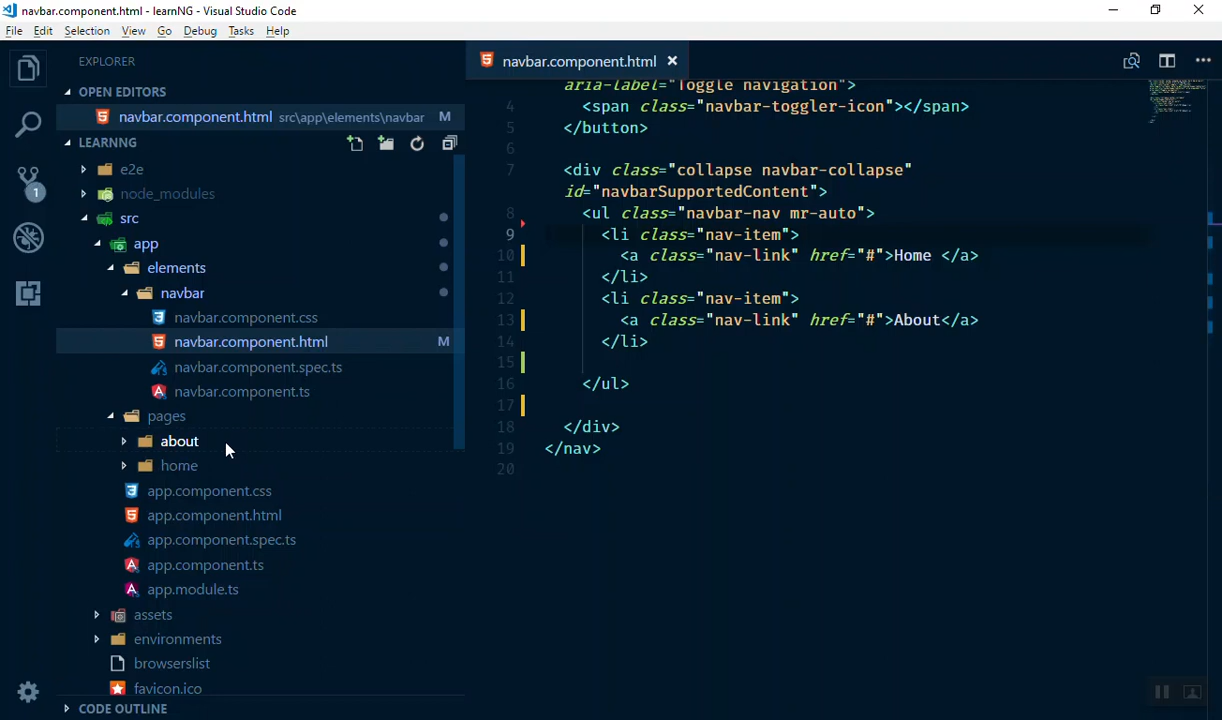 navbar.component.html - learnNG - Visual Studio Code
File Edit Selection View Go Debug Tasks Help
EXPLORER
OPEN EDITORS
navbar.component.html src\app\elements\navbar M
LEARNNG
e2e
node_modules
src
app
elements
navbar
navbar.component.css
navbar.component.html M
navbar.component.spec.ts
navbar.component.ts
pages
about
home
app.component.css
app.component.html
app.component.spec.ts
app.component.ts
app.module.ts
assets
environments
browserslist
favicon.ico
CODE OUTLINE
1
navbar.component.html
aria-label="Toggle navigation">
4 <span class="navbar-toggler-icon"></span>
5 </button>
6
7 <div class="collapse navbar-collapse"
id="navbarSupportedContent">
8 <ul class="navbar-nav mr-auto">
9 <li class="nav-item">
10 <a class="nav-link" href="#">Home </a>
11 </li>
12 <li class="nav-item">
13 <a class="nav-link" href="#">About</a>
14 </li>
15
16 </ul>
17
18 </div>
19 </nav>
20